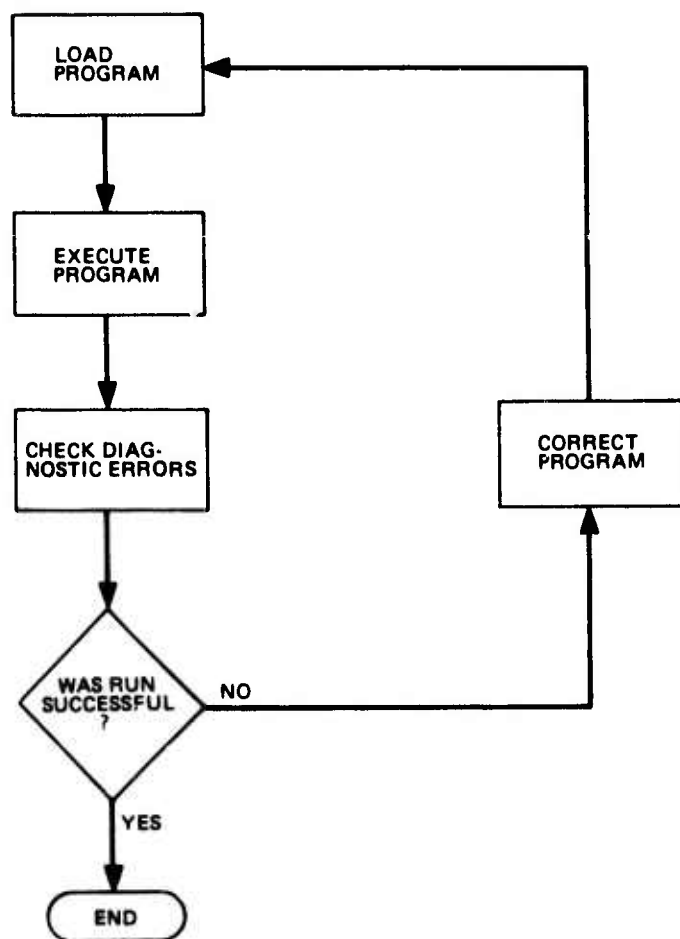 LOAD
PROGRAM
EXECUTE
PROGRAM
CHECK DIAG-
NOSTIC ERRORS
CORRECT
PROGRAM
WAS RUN
SUCCESSFUL
?
NO
YES
END